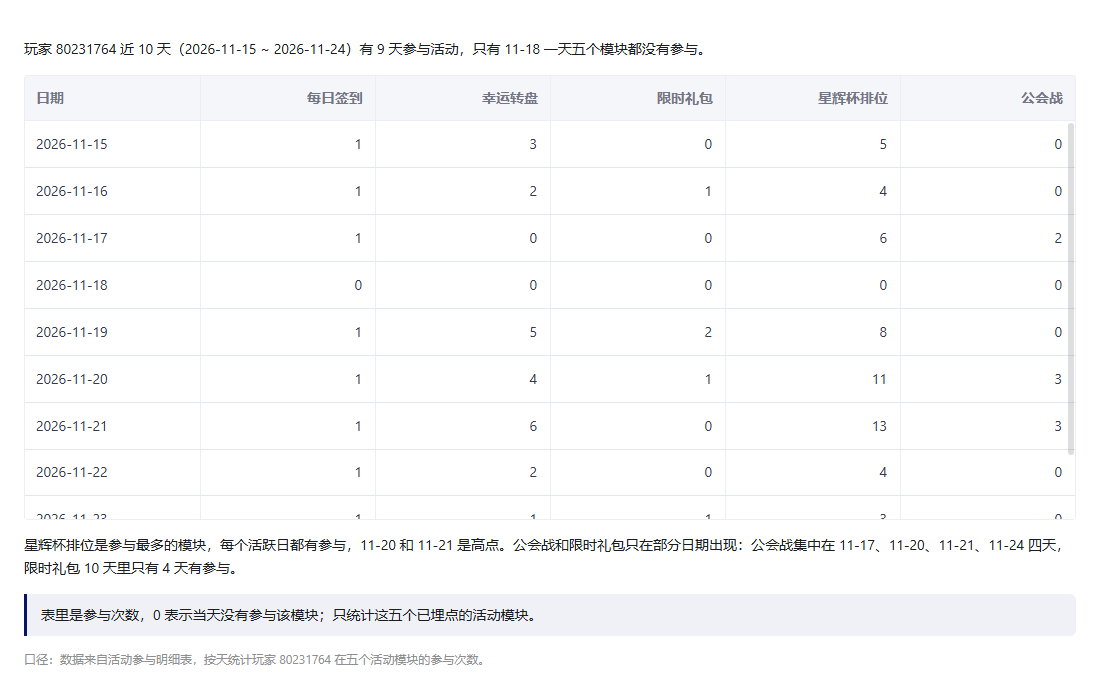 玩家 80231764 近 10 天（2026-11-15 ~ 2026-11-24）有 9 天参与活动，只有 11-18 一天五个模块都没有参与。
日期 每日签到 幸运转盘 限时礼包 星辉杯排位 公会战
2026-11-15 1 3 0 5 0
2026-11-16 1 2 1 4 0
2026-11-17 1 0 0 6 2
2026-11-18 0 0 0 0 0
2026-11-19 1 5 2 8 0
2026-11-20 1 4 1 11 3
2026-11-21 1 6 0 13 3
2026-11-22 1 2 0 4 0
2026-11-23 1 1 1 3 0
星辉杯排位是参与最多的模块，每个活跃日都有参与，11-20 和 11-21 是高点。公会战和限时礼包只在部分日期出现：公会战集中在 11-17、11-20、11-21、11-24 四天，
限时礼包 10 天里只有 4 天有参与。
表里是参与次数，0 表示当天没有参与该模块；只统计这五个已埋点的活动模块。
口径：数据来自活动参与明细表，按天统计玩家 80231764 在五个活动模块的参与次数。